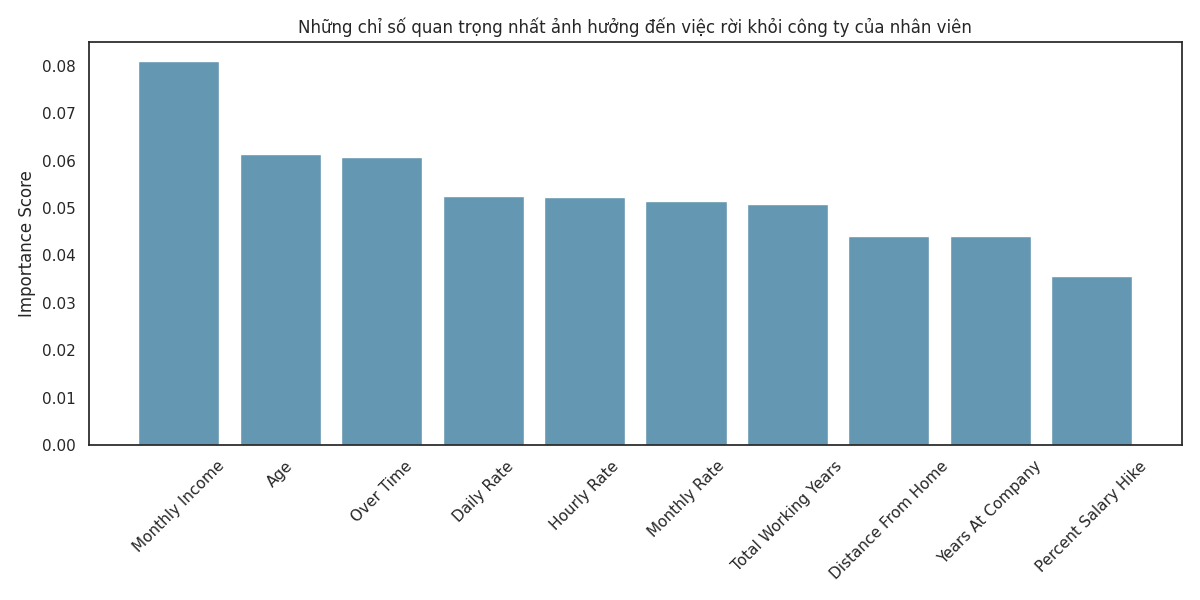 Những chỉ số quan trọng nhất ảnh hưởng đến việc rời khỏi công ty của nhân viên
Importance Score
0.08
0.07
0.06
0.05
0.04
0.03
0.02
0.01
0.00
Monthly Income
Age
Over Time
Daily Rate
Hourly Rate
Monthly Rate
Total Working Years
Distance From Home
Years At Company
Percent Salary Hike